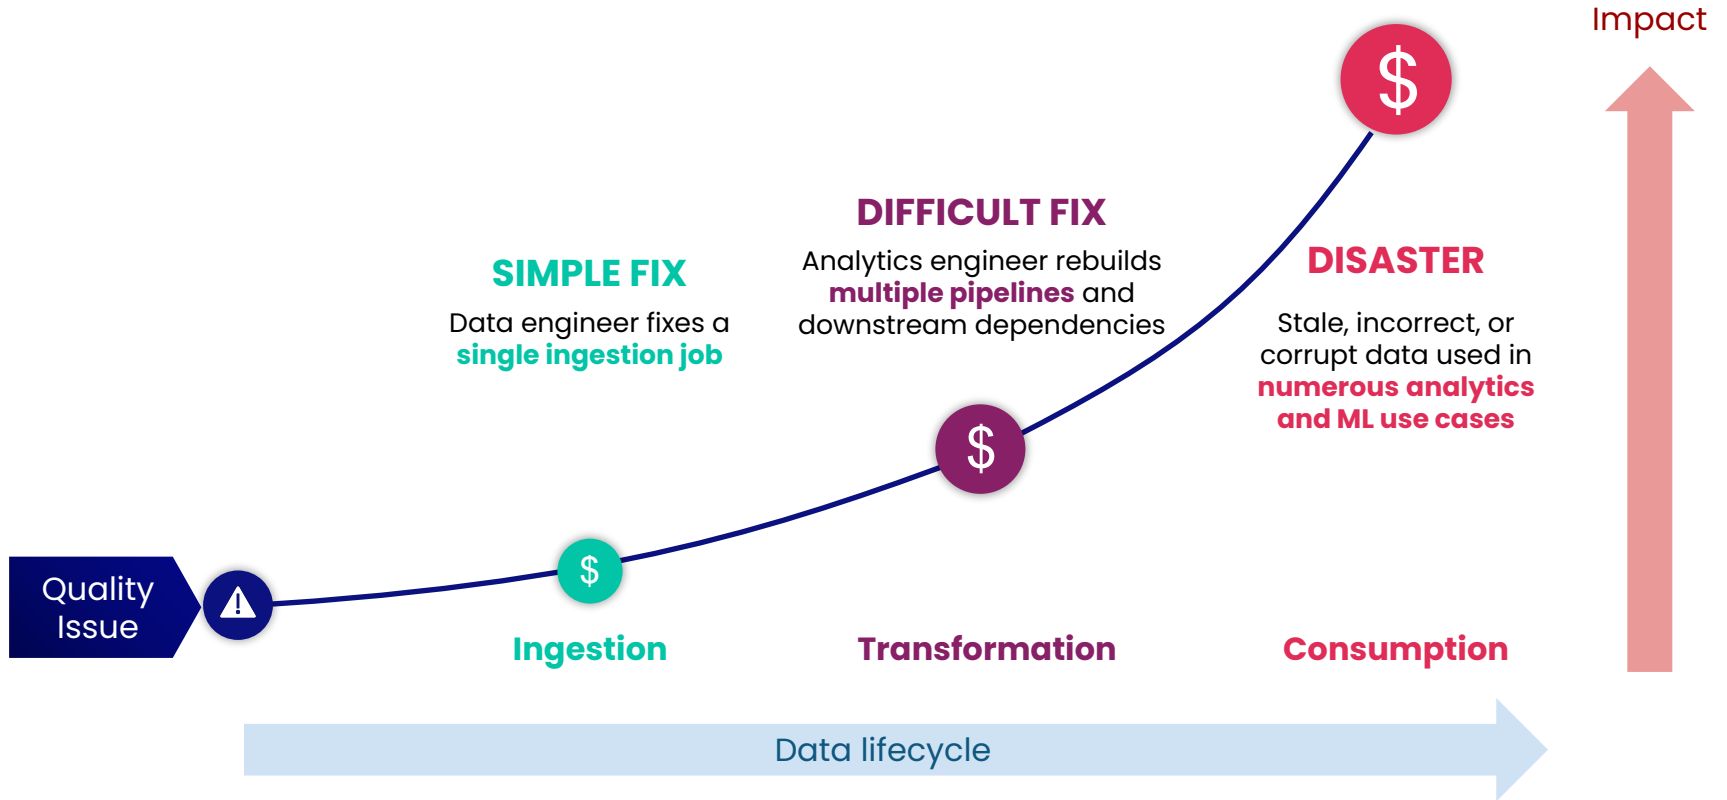 Impact
$
DIFFICULT FIX
Analytics engineer rebuilds
multiple pipelines and
downstream dependencies
SIMPLE FIX
Data engineer fixes a
single ingestion job
DISASTER
Stale, incorrect, or
corrupt data used in
numerous analytics
and ML use cases
$
$
Quality
Issue
!
Ingestion
Transformation
Consumption
Data lifecycle